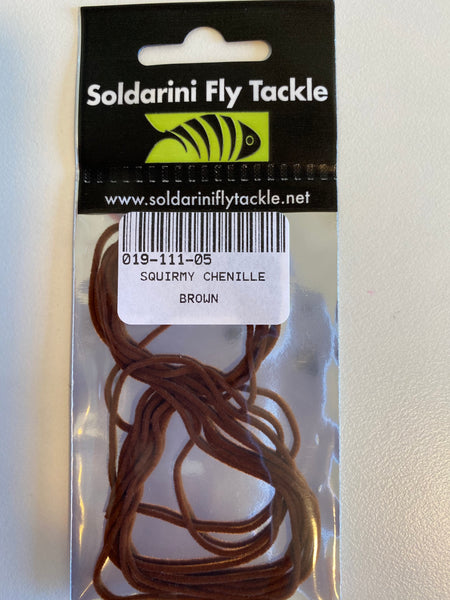 Soldarini Fly Tackle
www.soldariniflytackle.net
019-111-05
SQUIRMY CHENILLE
BROWN